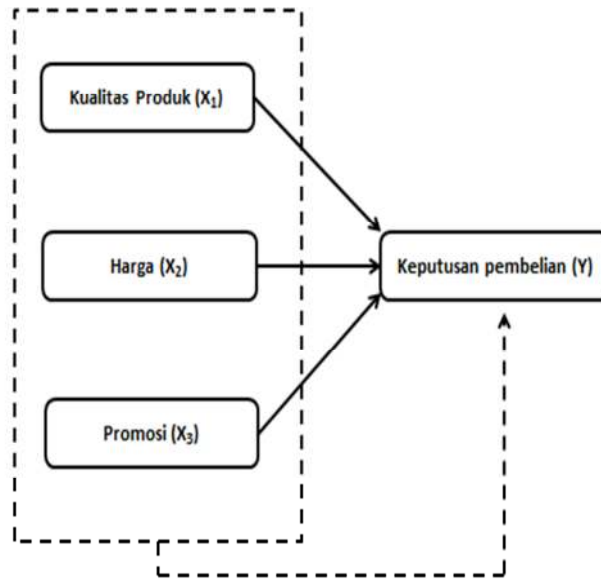 Kualitas Produk (X₁)
Harga (X₂)
Keputusan pembelian (Y)
Promosi (X₃)